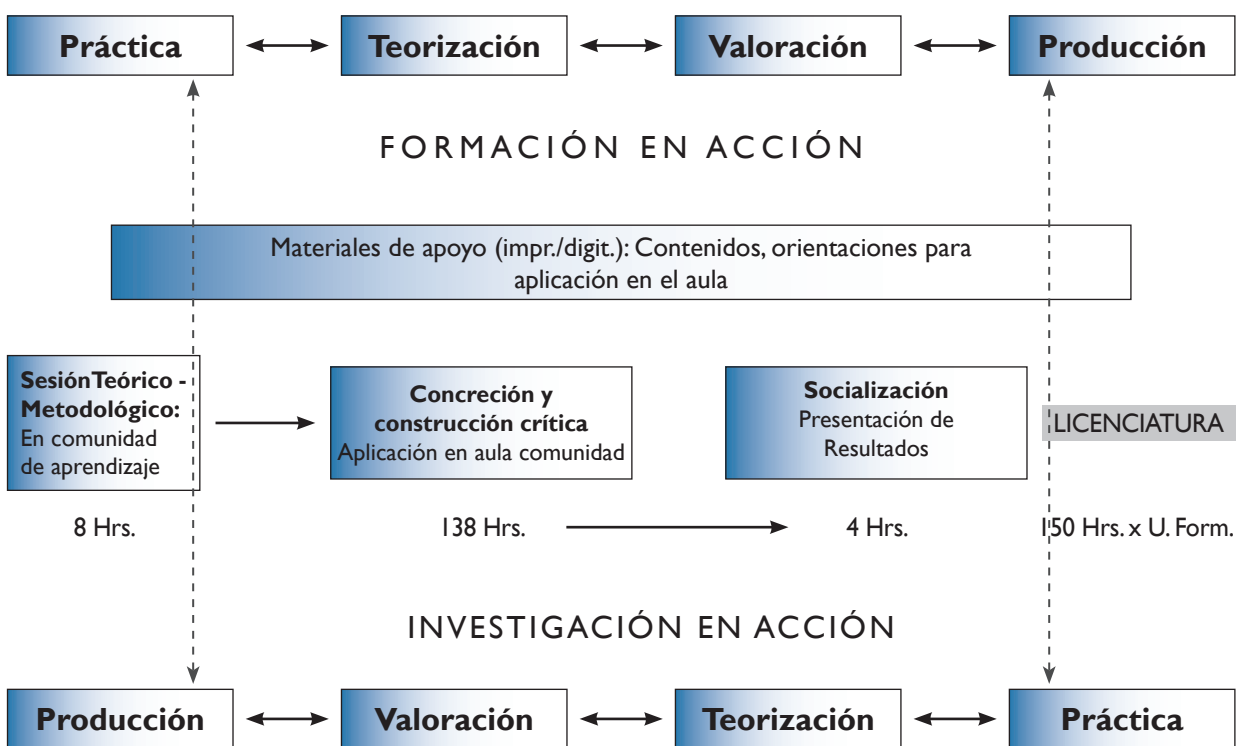 Práctica
Teorización
Valoración
Producción
FORMACIÓN EN ACCIÓN
Materiales de apoyo (impr./digit.): Contenidos, orientaciones para
aplicación en el aula
Sesión Teórico -
Metodológico:
En comunidad
de aprendizaje
Concreción y
construcción crítica
Aplicación en aula comunidad
Socialización
Presentación de
Resultados
LICENCIATURA
8 Hrs.
138 Hrs.
4 Hrs.
150 Hrs. x U. Form.
INVESTIGACIÓN EN ACCIÓN
Producción
Valoración
Teorización
Práctica